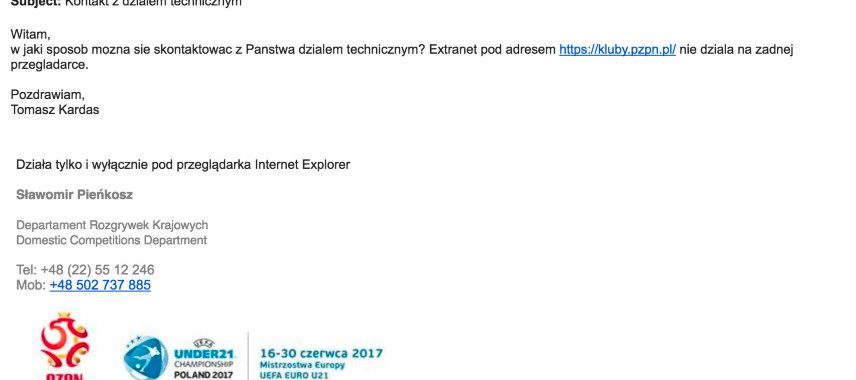 Subject: Kontakt z dzialem technicznym
Witam,
w jaki sposob mozna sie skontaktowac z Panstwa dzialem technicznym? Extranet pod adresem https://kluby.pzpn.pl/ nie dziala na zadnej
przegladarce.
Pozdrawiam,
Tomasz Kardas
Działa tylko i wyłącznie pod przeglądarka Internet Explorer
Sławomir Pieńkosz
Departament Rozgrywek Krajowych
Domestic Competitions Department
Tel: +48 (22) 55 12 246
Mob: +48 502 737 885
PZPN
UEFA
UNDER21
CHAMPIONSHIP
POLAND 2017
16-30 czerwca 2017
Mistrzostwa Europy
UEFA EURO U21